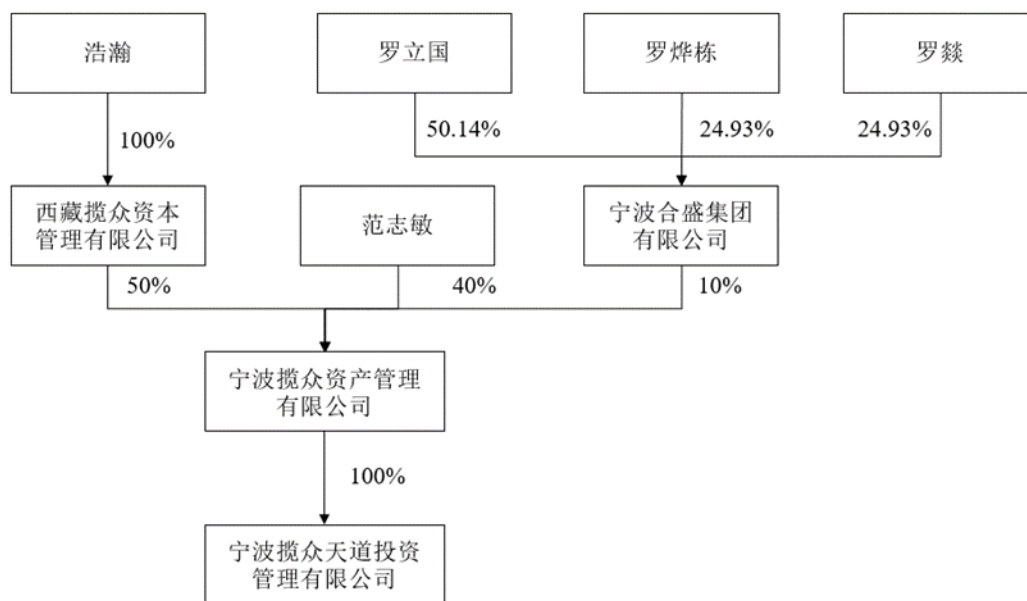 浩瀚
罗立国
罗烨栋
罗燚
100%
50.14%
24.93%
24.93%
西藏揽众资本
管理有限公司
范志敏
宁波合盛集团
有限公司
50%
40%
10%
宁波揽众资产管理
有限公司
100%
宁波揽众天道投资
管理有限公司